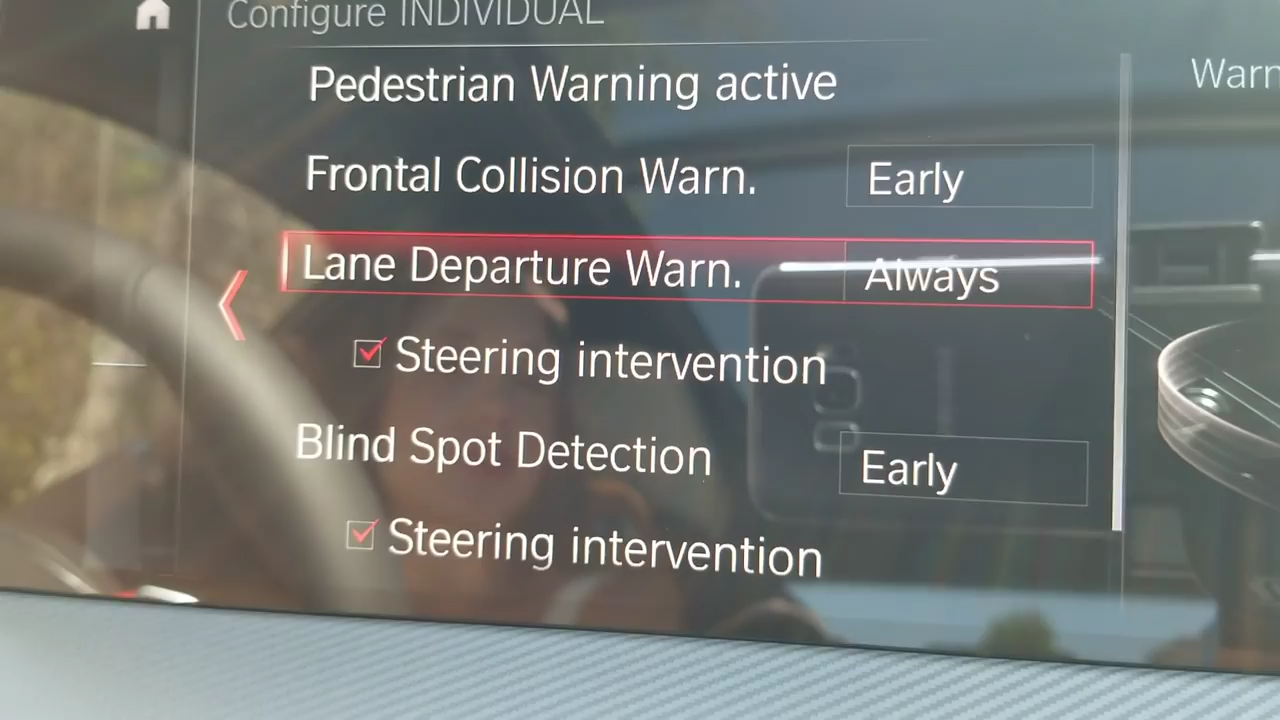 Configure INDIVIDUAL
Pedestrian Warning active
Warn
Frontal Collision Warn. Early
Lane Departure Warn. Always
Steering intervention
Blind Spot Detection Early
Steering intervention